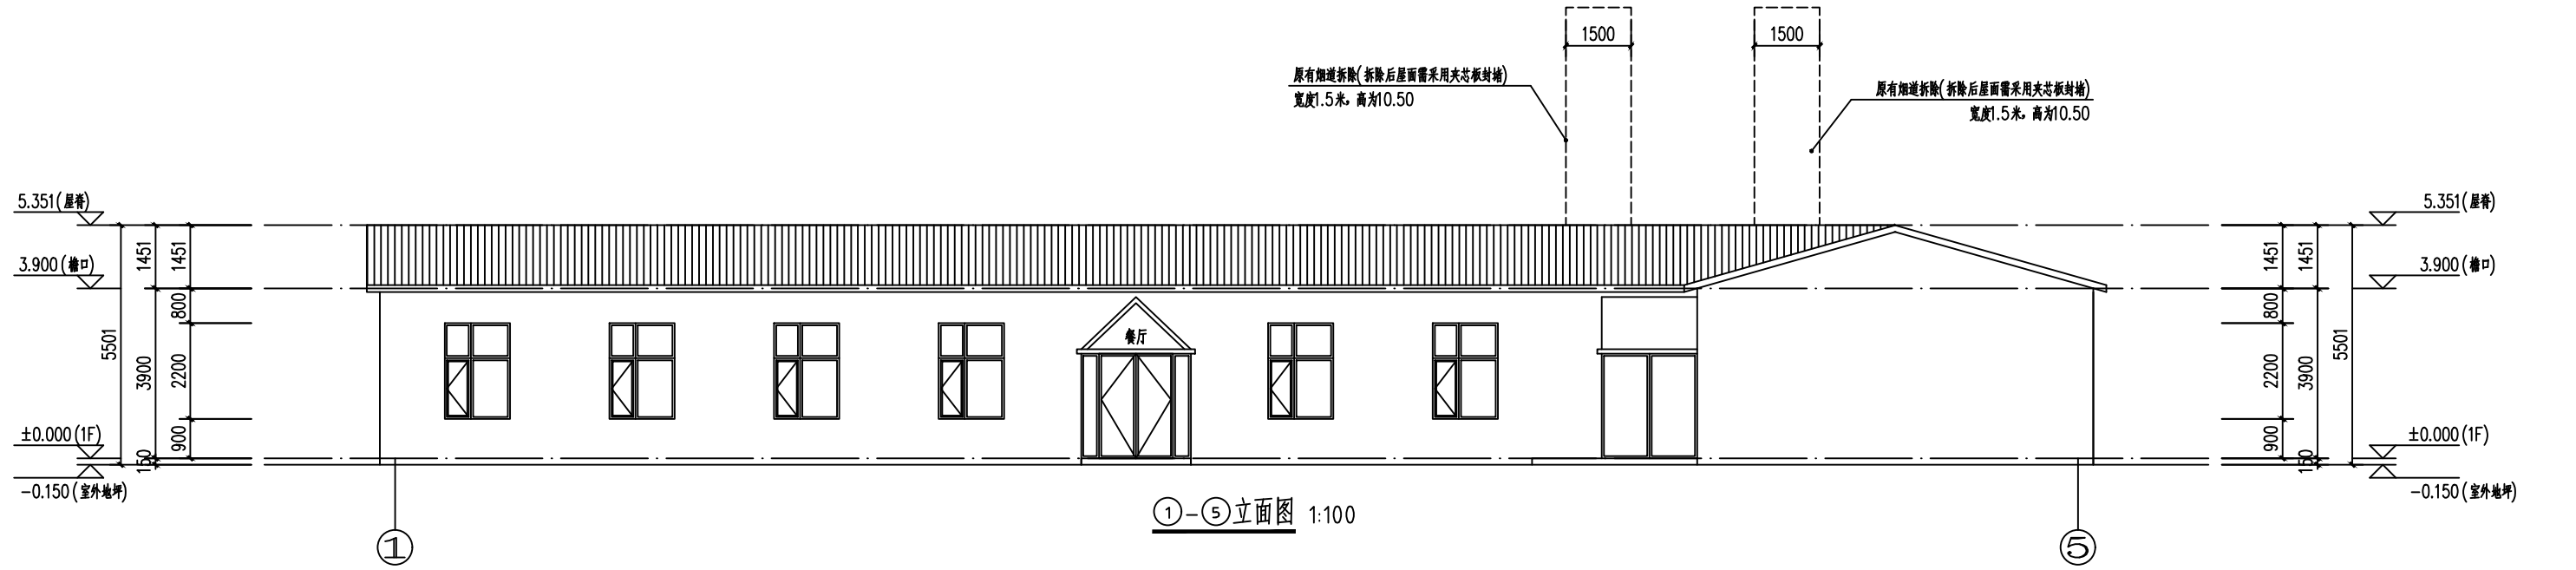 1500
1500
原有烟道拆除(拆除后屋面需采用夹芯板封堵)
宽度1.5米，高为10.50
原有烟道拆除(拆除后屋面需采用夹芯板封堵)
宽度1.5米，高为10.50
5.351(屋脊)
3.900(檐口)
±0.000(1F)
-0.150(室外地坪)
5501
1451
3900
150
1451
800
2200
900
餐厅
1451
800
2200
900
1451
3900
150
5501
5.351(屋脊)
3.900(檐口)
±0.000(1F)
-0.150(室外地坪)
①-⑤立面图 1:100
1
5